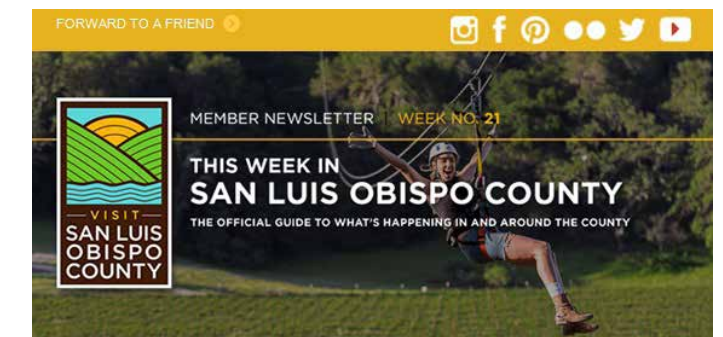 FORWARD TO A FRIEND
MEMBER NEWSLETTER | WEEK NO. 21
THIS WEEK IN
SAN LUIS OBISPO COUNTY
THE OFFICIAL GUIDE TO WHAT'S HAPPENING IN AND AROUND THE COUNTY
VISIT
SAN LUIS
OBISPO
COUNTY